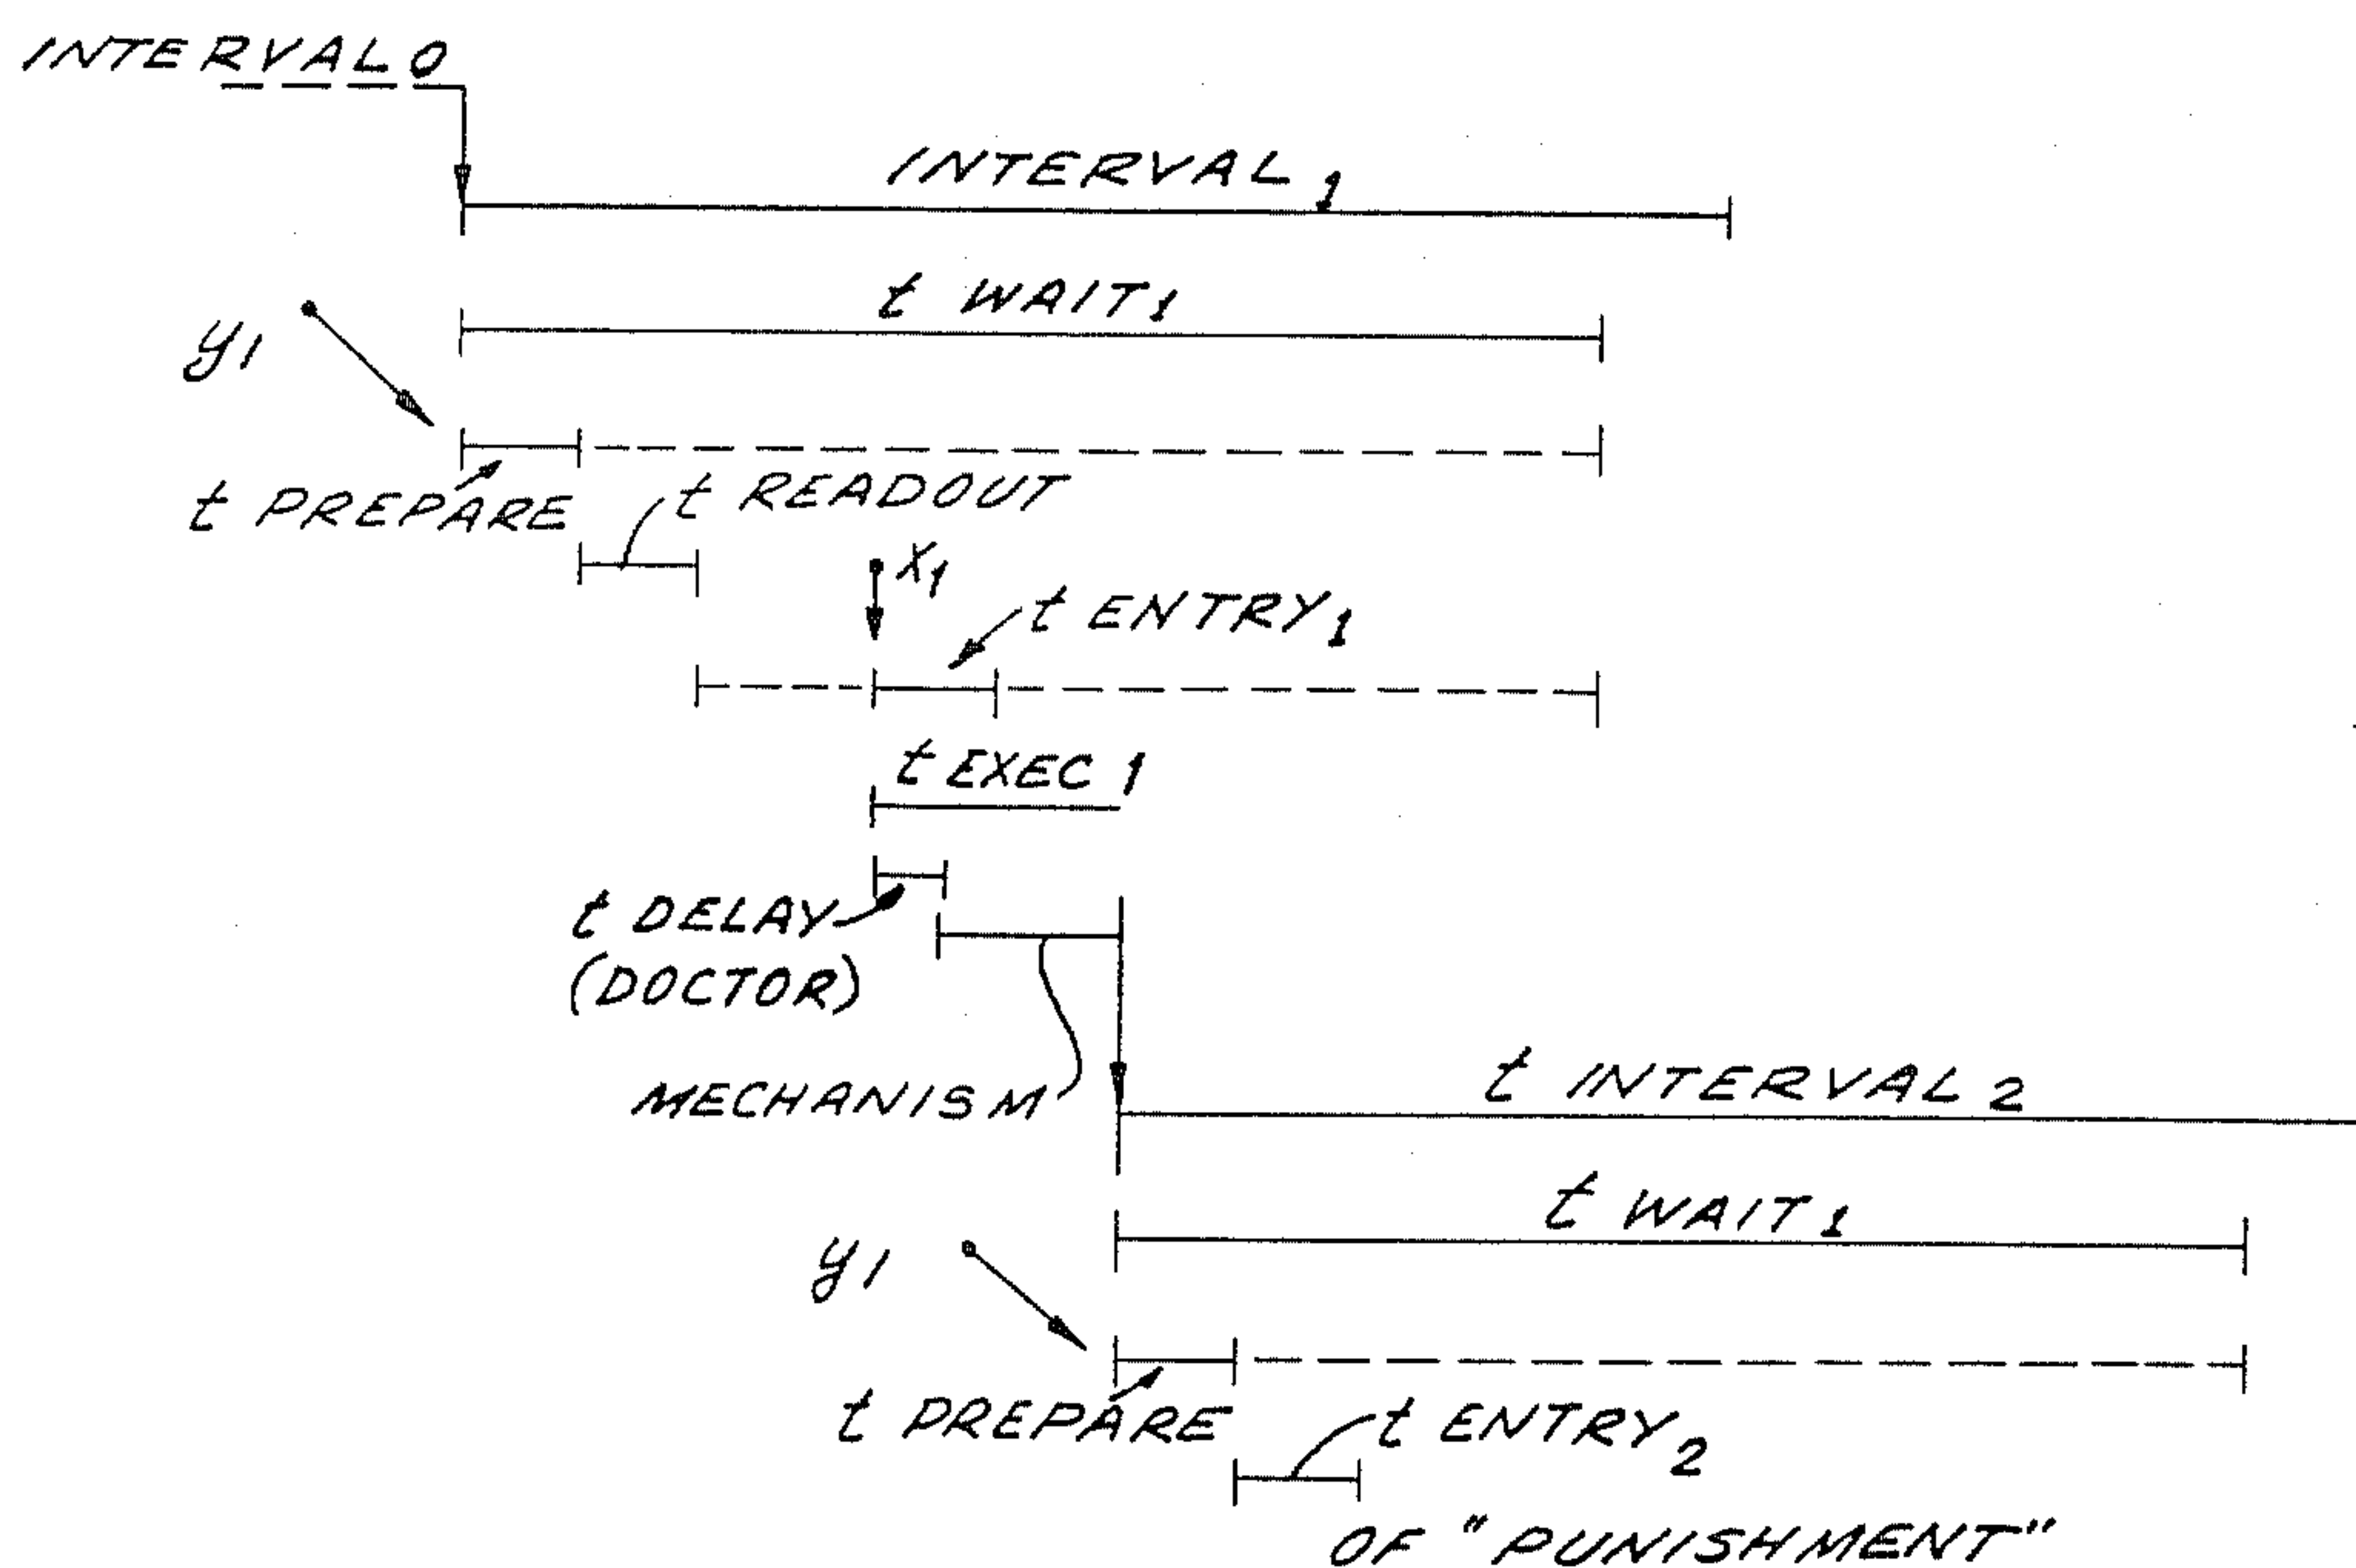 INTERVAL 0
INTERVAL 1
t WAIT 1
y1
t PREPARE
t READOUT
X1
t ENTRY 1
t EXEC 1
t DELAY
(DOCTOR)
MECHANISM
t INTERVAL 2
t WAIT 1
y1
t PREPARE
t ENTRY 2
OF "PUNISHMENT"